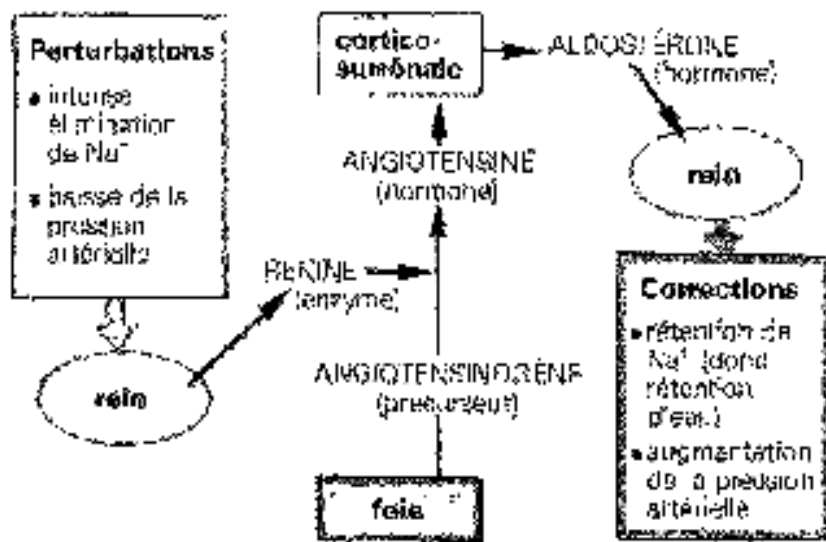 Perturbations
• intense
élimination
de Na⁺
• baisse de la
pression
artérielle
rein
RENINE
(enzyme)
cortico-
surrénale
ANGIOTENSINE
(hormone)
ANGIOTENSINOGÈNE
(précurseur)
foie
ALDOSTÉRONE
(hormone)
rein
Corrections
• rétention de
Na⁺ (donc
rétention
d'eau)
• augmentation
de la pression
artérielle